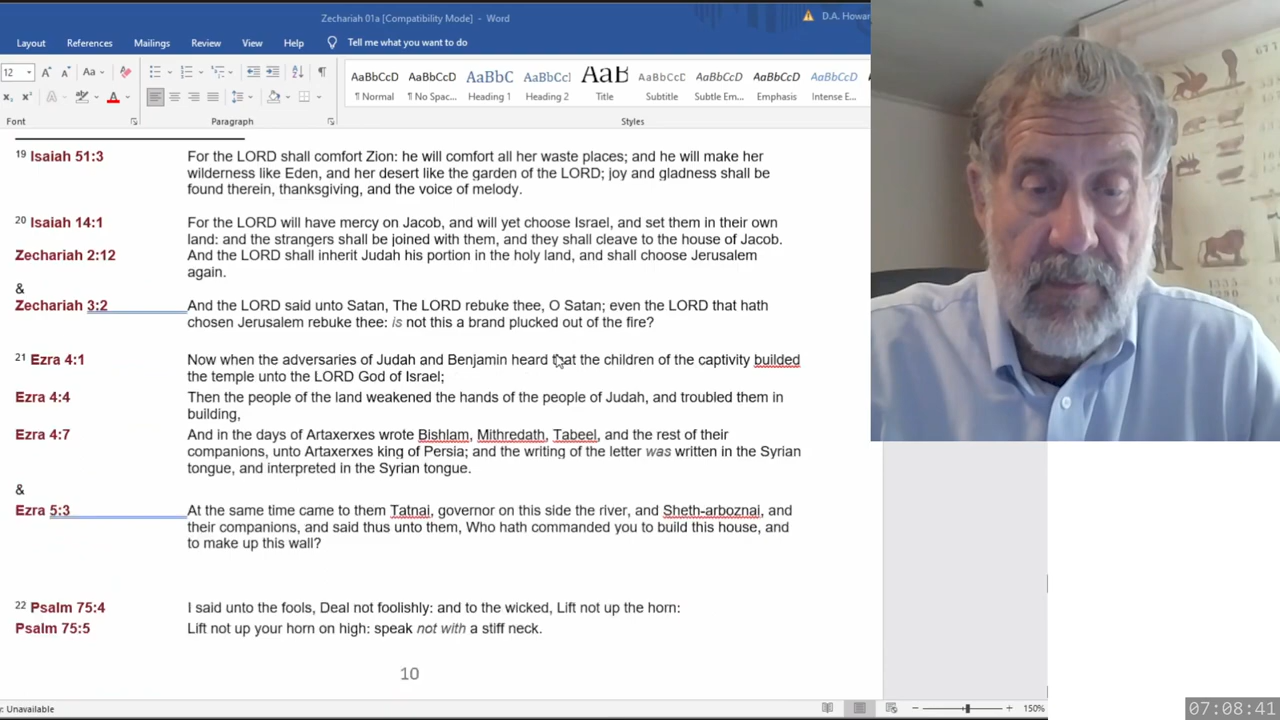 Zechariah 01a [Compatibility Mode] - Word
D.A. Howar
Layout References Mailings Review View Help Tell me what you want to do
12 Aa
AaBbCcD AaBbCcD AaBbC AaBbCcL AaB AaBbCcD AaBbCcD AaBbCcD AaBbCcD
¶ Normal ¶ No Spac... Heading 1 Heading 2 Title Subtitle Subtle Em... Emphasis Intense E...
Font Paragraph Styles
19 Isaiah 51:3 For the LORD shall comfort Zion: he will comfort all her waste places; and he will make her
wilderness like Eden, and her desert like the garden of the LORD; joy and gladness shall be
found therein, thanksgiving, and the voice of melody.
20 Isaiah 14:1 For the LORD will have mercy on Jacob, and will yet choose Israel, and set them in their own
land: and the strangers shall be joined with them, and they shall cleave to the house of Jacob.
Zechariah 2:12 And the LORD shall inherit Judah his portion in the holy land, and shall choose Jerusalem
again.
&
Zechariah 3:2 And the LORD said unto Satan, The LORD rebuke thee, O Satan; even the LORD that hath
chosen Jerusalem rebuke thee: is not this a brand plucked out of the fire?
21 Ezra 4:1 Now when the adversaries of Judah and Benjamin heard that the children of the captivity builded
the temple unto the LORD God of Israel;
Ezra 4:4 Then the people of the land weakened the hands of the people of Judah, and troubled them in
building,
Ezra 4:7 And in the days of Artaxerxes wrote Bishlam, Mithredath, Tabeel, and the rest of their
companions, unto Artaxerxes king of Persia; and the writing of the letter was written in the Syrian
tongue, and interpreted in the Syrian tongue.
&
Ezra 5:3 At the same time came to them Tatnai, governor on this side the river, and Sheth-arboznai, and
their companions, and said thus unto them, Who hath commanded you to build this house, and
to make up this wall?
22 Psalm 75:4 I said unto the fools, Deal not foolishly: and to the wicked, Lift not up the horn:
Psalm 75:5 Lift not up your horn on high: speak not with a stiff neck.
10
: Unavailable
150%
07:08:41